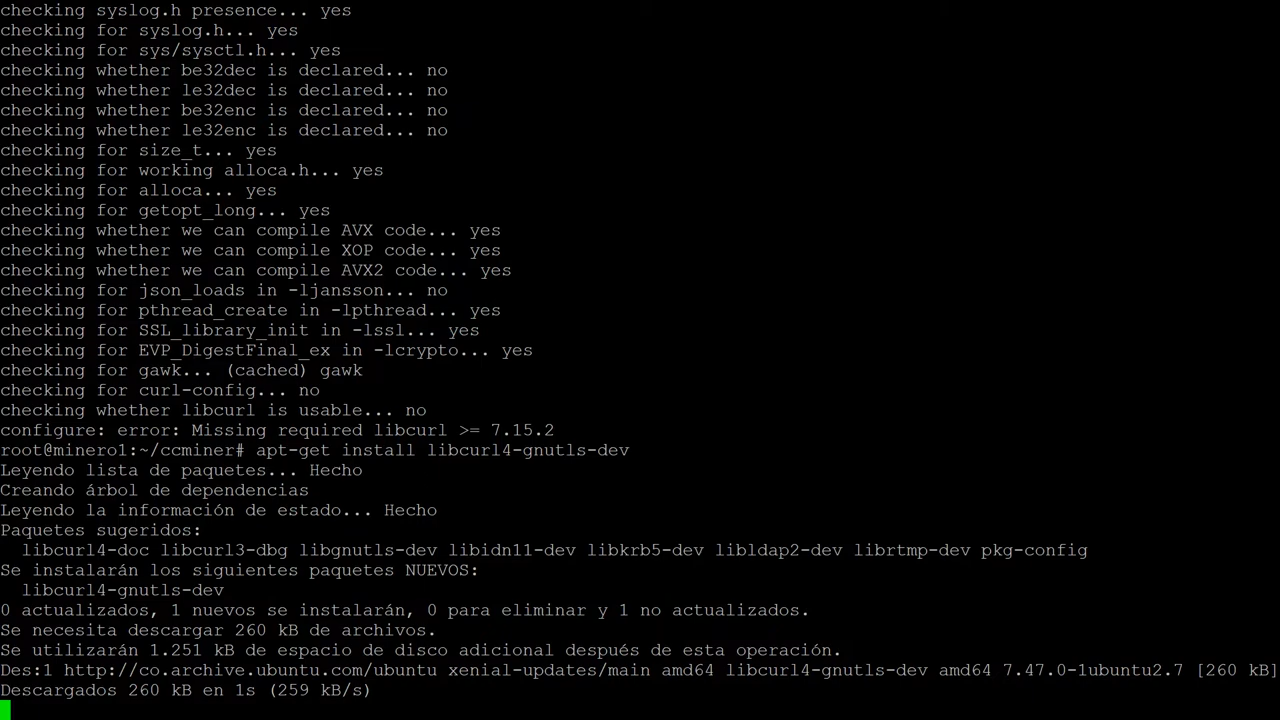 checking syslog.h presence... yes
checking for syslog.h... yes
checking for sys/sysctl.h... yes
checking whether be32dec is declared... no
checking whether le32dec is declared... no
checking whether be32enc is declared... no
checking whether le32enc is declared... no
checking for size_t... yes
checking for working alloca.h... yes
checking for alloca... yes
checking for getopt_long... yes
checking whether we can compile AVX code... yes
checking whether we can compile XOP code... yes
checking whether we can compile AVX2 code... yes
checking for json_loads in -ljansson... no
checking for pthread_create in -lpthread... yes
checking for SSL_library_init in -lssl... yes
checking for EVP_DigestFinal_ex in -lcrypto... yes
checking for gawk... (cached) gawk
checking for curl-config... no
checking whether libcurl is usable... no
configure: error: Missing required libcurl >= 7.15.2
root@minero1:~/ccminer# apt-get install libcurl4-gnutls-dev
Leyendo lista de paquetes... Hecho
Creando árbol de dependencias
Leyendo la información de estado... Hecho
Paquetes sugeridos:
  libcurl4-doc libcurl3-dbg libgnutls-dev libidn11-dev libkrb5-dev libldap2-dev librtmp-dev pkg-config
Se instalarán los siguientes paquetes NUEVOS:
  libcurl4-gnutls-dev
0 actualizados, 1 nuevos se instalarán, 0 para eliminar y 1 no actualizados.
Se necesita descargar 260 kB de archivos.
Se utilizarán 1.251 kB de espacio de disco adicional después de esta operación.
Des:1 http://co.archive.ubuntu.com/ubuntu xenial-updates/main amd64 libcurl4-gnutls-dev amd64 7.47.0-1ubuntu2.7 [260 kB]
Descargados 260 kB en 1s (259 kB/s)